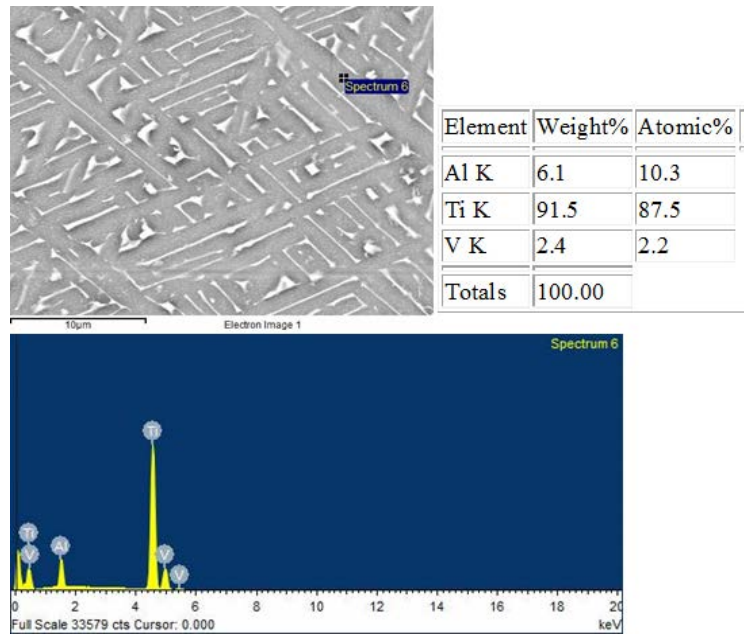 Spectrum 6
Element Weight% Atomic%
Al K 6.1 10.3
Ti K 91.5 87.5
V K 2.4 2.2
Totals 100.00
10µm Electron Image 1
Spectrum 6
Ti
Ti
V Al V
V
0 2 4 6 8 10 12 14 16 18 20
Full Scale 33579 cts Cursor: 0.000 keV